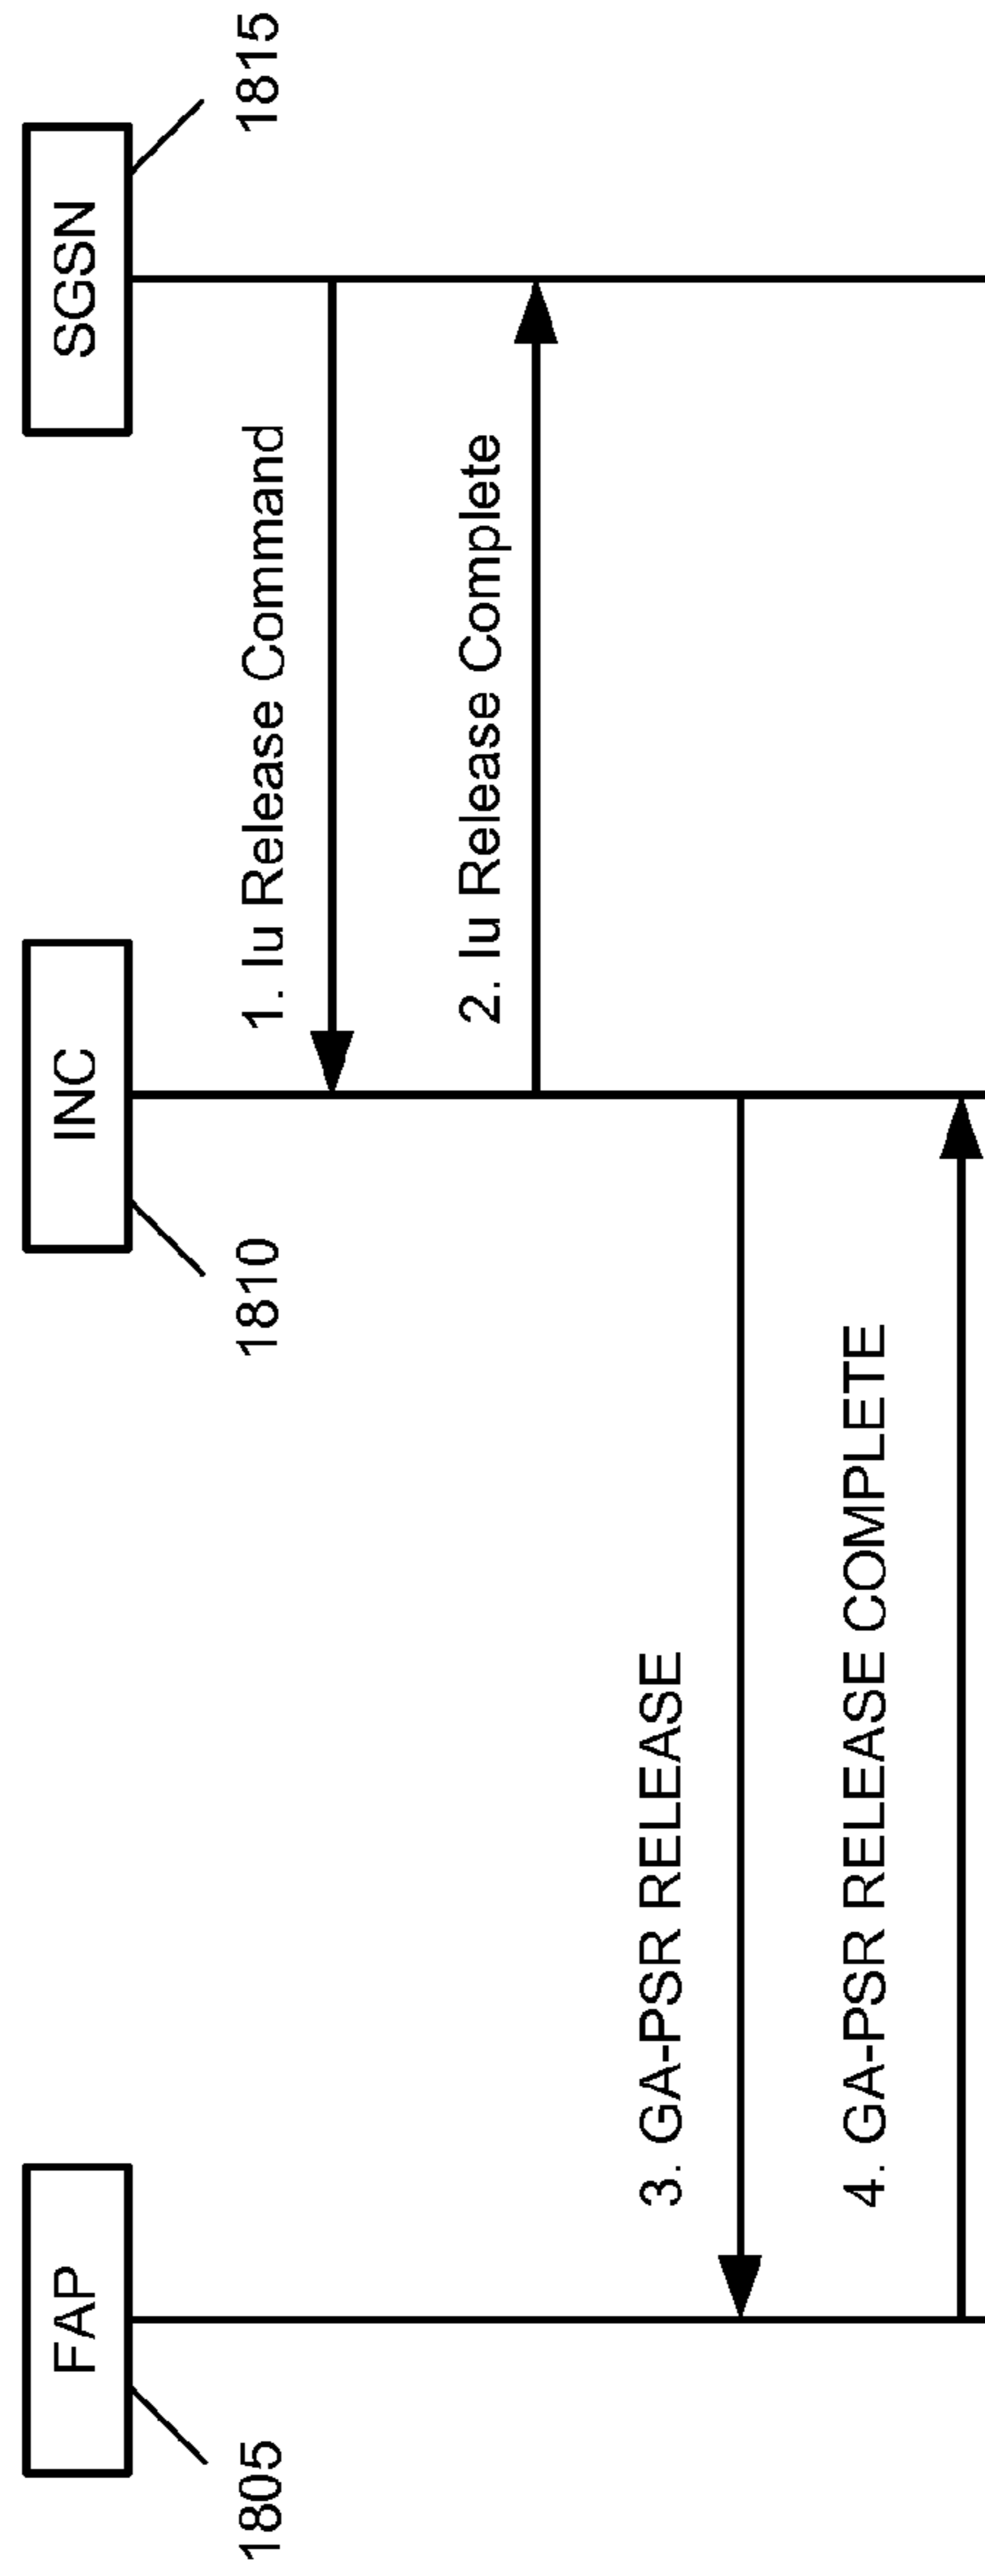 FAP
INC
SGSN
1805
1810
1815
1. Iu Release Command
2. Iu Release Complete
3. GA-PSR RELEASE
4. GA-PSR RELEASE COMPLETE